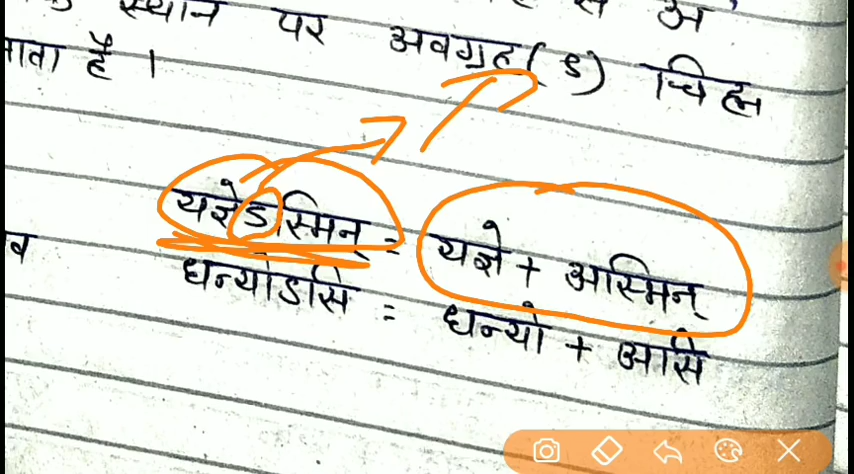 स्थान पर अवग्रह (ऽ) चिह्न
जाता है ।
यज्ञेऽस्मिन् = यज्ञे + अस्मिन्
धन्योऽसि = धन्यो + असि